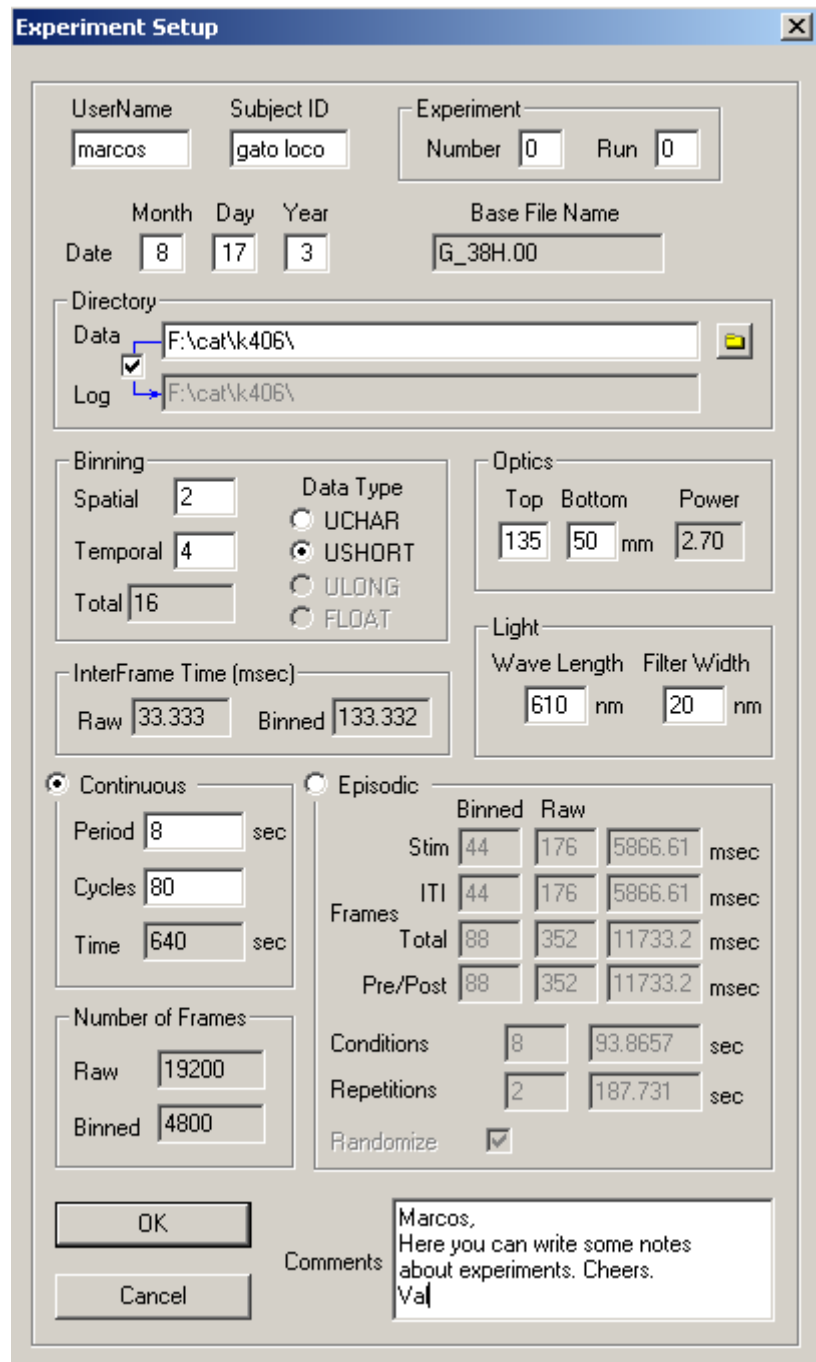 Experiment Setup
UserName Subject ID Experiment
marcos gato loco Number 0 Run 0
Month Day Year Base File Name
Date 8 17 3 G_38H.00
Directory
Data F:\cat\k406\
Log F:\cat\k406\
Binning
Spatial 2
Temporal 4
Total 16
Data Type
UCHAR
USHORT
ULONG
FLOAT
Optics
Top Bottom Power
135 50 mm 2.70
Light
Wave Length Filter Width
610 nm 20 nm
InterFrame Time (msec)
Raw 33.333 Binned 133.332
Continuous
Period 8 sec
Cycles 80
Time 640 sec
Number of Frames
Raw 19200
Binned 4800
Episodic
Binned Raw
Stim 44 176 5866.61 msec
ITI 44 176 5866.61 msec
Frames
Total 88 352 11733.2 msec
Pre/Post 88 352 11733.2 msec
Conditions 8 93.8657 sec
Repetitions 2 187.731 sec
Randomize
OK
Cancel
Comments
Marcos,
Here you can write some notes
about experiments. Cheers.
Val